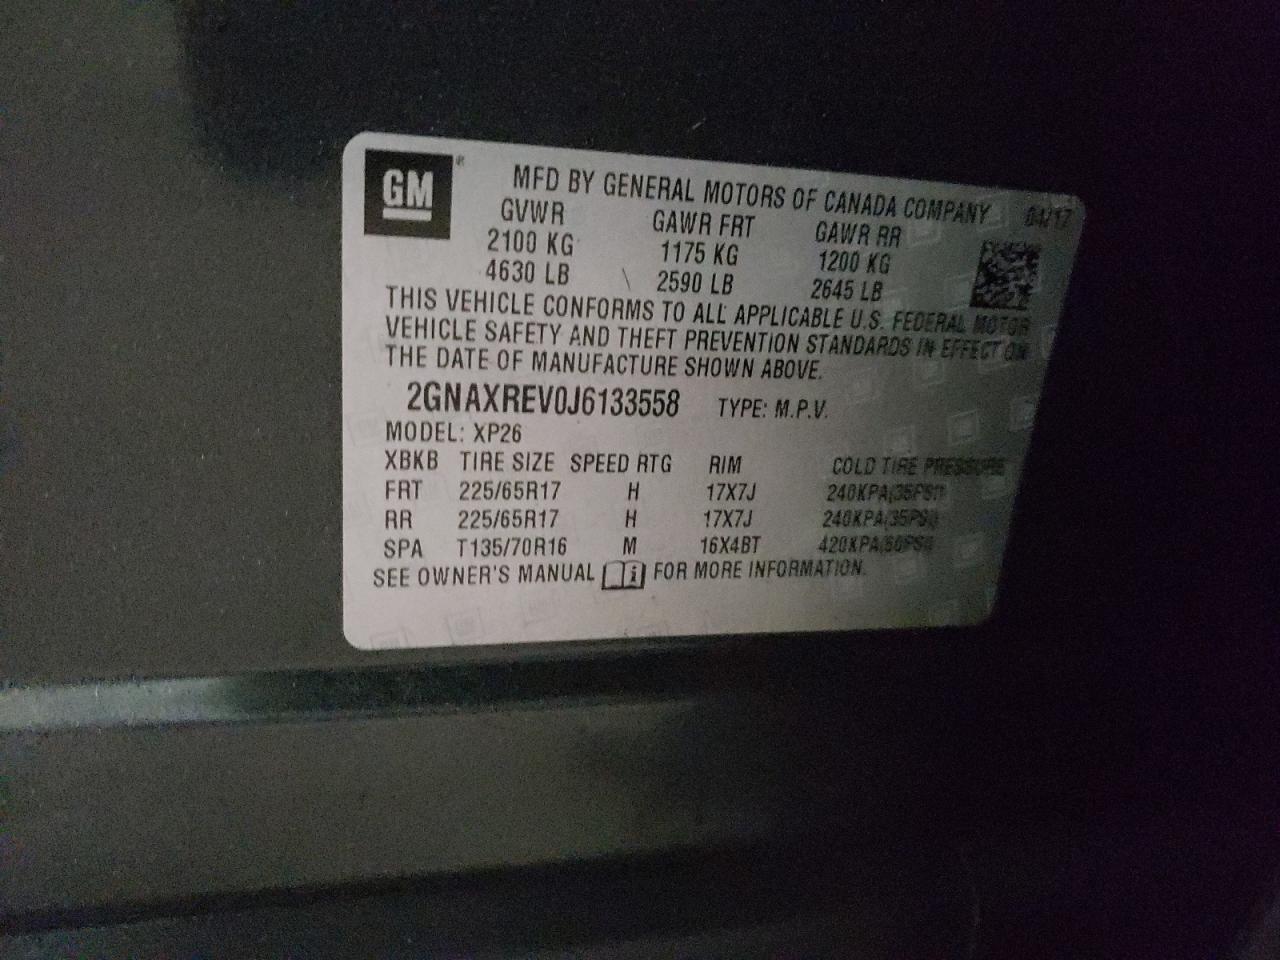 GM®
MFD BY GENERAL MOTORS OF CANADA COMPANY 04/17
GVWR GAWR FRT GAWR RR
2100 KG 1175 KG 1200 KG
4630 LB 2590 LB 2645 LB
THIS VEHICLE CONFORMS TO ALL APPLICABLE U.S. FEDERAL MOTOR
VEHICLE SAFETY AND THEFT PREVENTION STANDARDS IN EFFECT ON
THE DATE OF MANUFACTURE SHOWN ABOVE.
2GNAXREV0J6133558 TYPE: M.P.V.
MODEL: XP26
XBKB TIRE SIZE SPEED RTG RIM COLD TIRE PRESSURE
FRT 225/65R17 H 17X7J 240KPA(35PSI)
RR 225/65R17 H 17X7J 240KPA(35PSI)
SPA T135/70R16 M 16X4BT 420KPA(60PSI)
SEE OWNER'S MANUAL i FOR MORE INFORMATION.